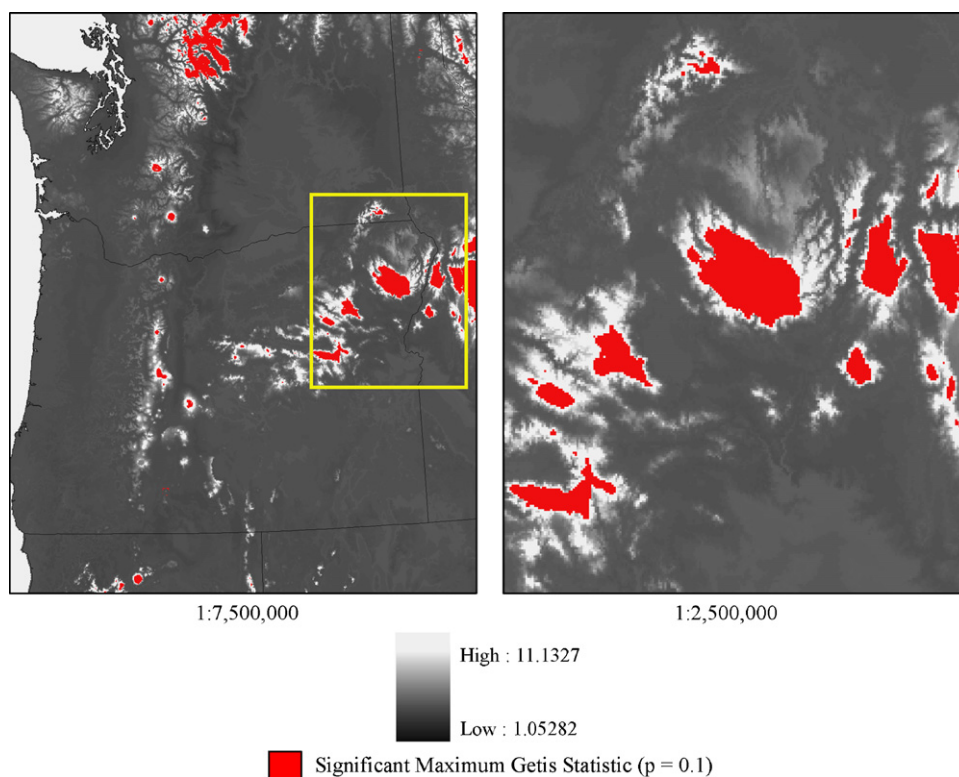 1:7,500,000
1:2,500,000
High : 11.1327
Low : 1.05282
Significant Maximum Getis Statistic (p = 0.1)